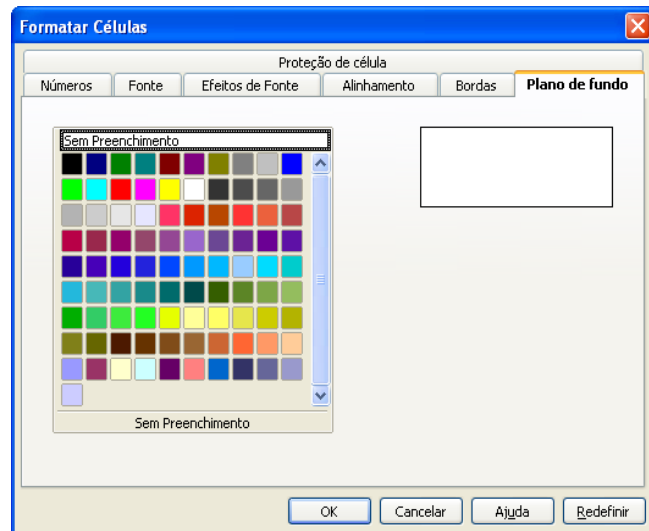 Formatar Células
Proteção de célula
Números Fonte Efeitos de Fonte Alinhamento Bordas Plano de fundo
Sem Preenchimento
Sem Preenchimento
OK Cancelar Ajuda Redefinir